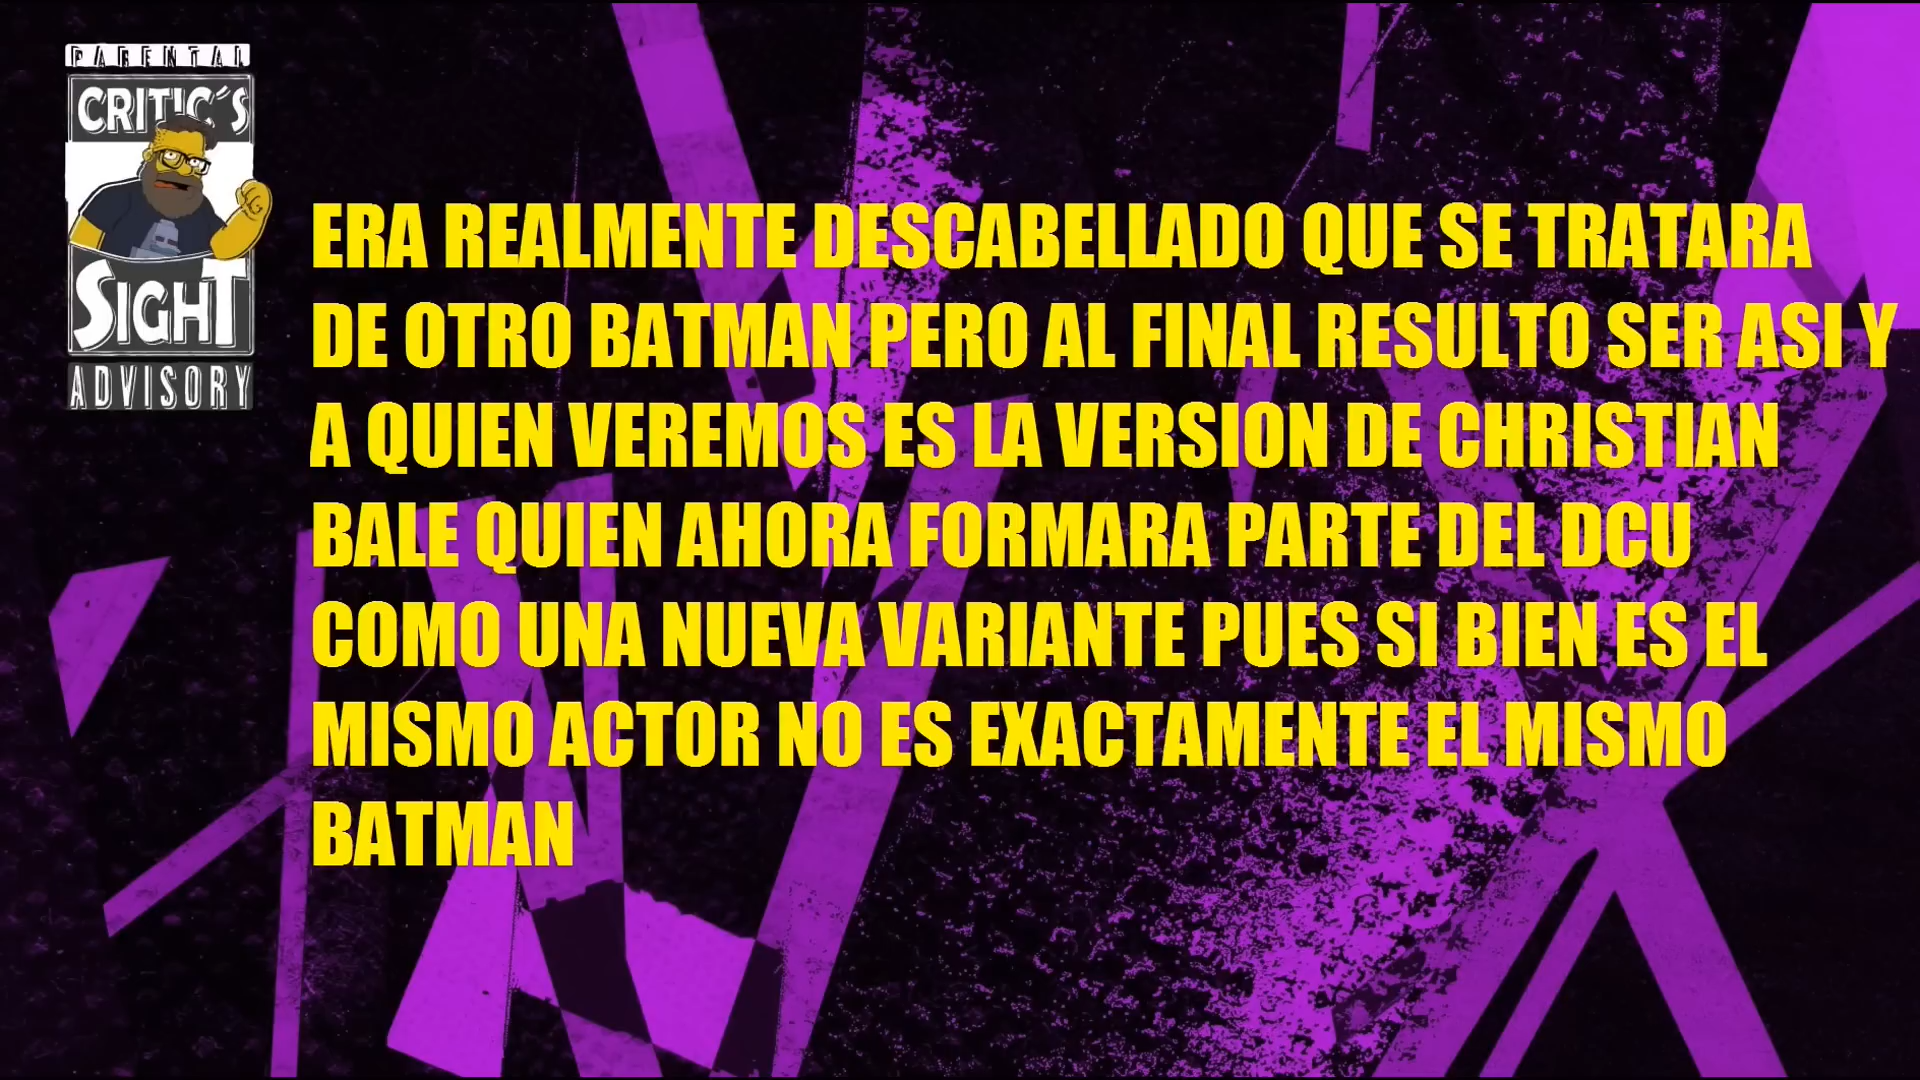 PARENTAL
CRITIC´S
SIGHT
ADVISORY
ERA REALMENTE DESCABELLADO QUE SE TRATARA
DE OTRO BATMAN PERO AL FINAL RESULTO SER ASI Y
A QUIEN VEREMOS ES LA VERSION DE CHRISTIAN
BALE QUIEN AHORA FORMARA PARTE DEL DCU
COMO UNA NUEVA VARIANTE PUES SI BIEN ES EL
MISMO ACTOR NO ES EXACTAMENTE EL MISMO
BATMAN